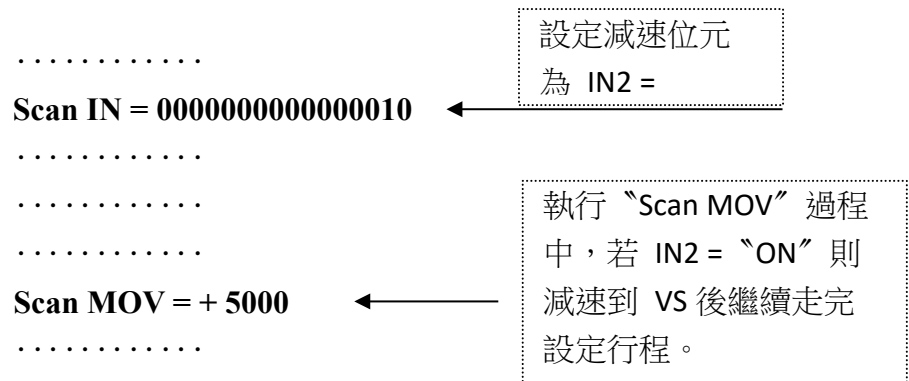 ............
Scan IN = 0000000000000010
............
............
............
Scan MOV = + 5000
............
設定減速位元
為 IN2 =
執行〝Scan MOV〞過程
中，若 IN2 =〝ON〞則
減速到 VS 後繼續走完
設定行程。